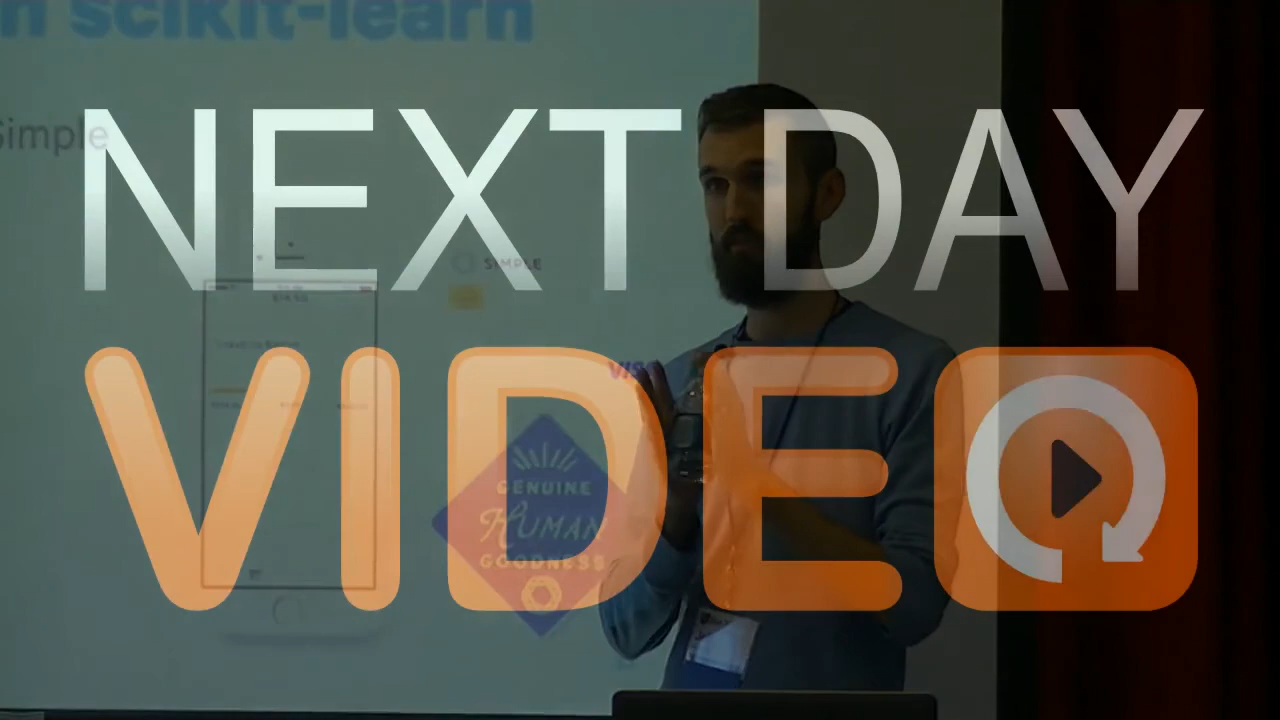 n scikit-learn
Simple
NEXT DAY
SIMPLE
VIDEO
GENUINE
HUMAN
GOODNESS